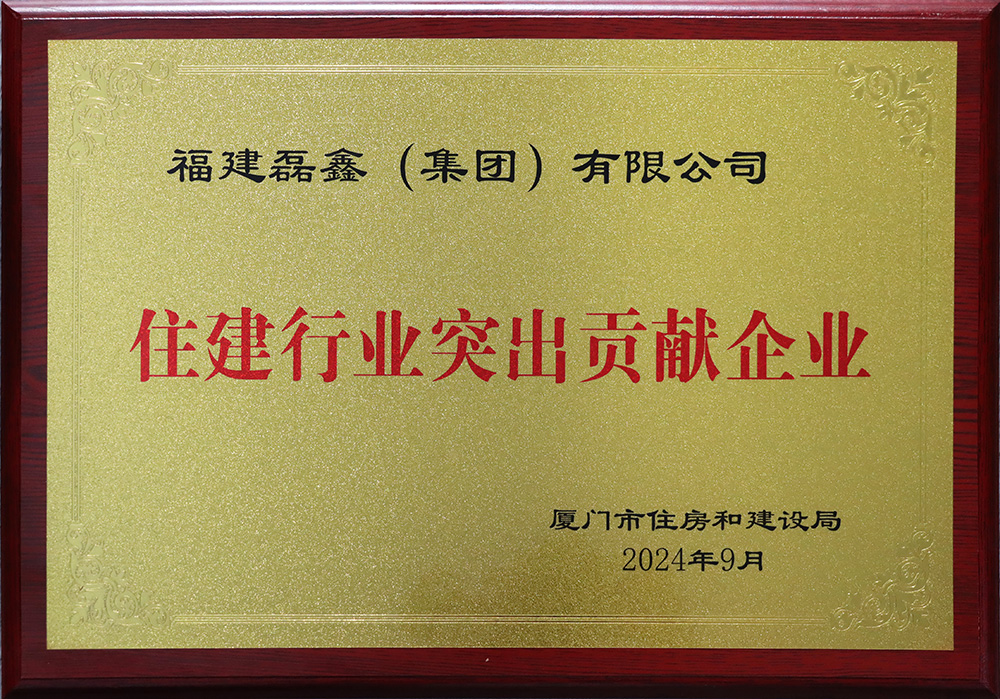 福建磊鑫（集团）有限公司
住建行业突出贡献企业
厦门市住房和建设局
2024年9月